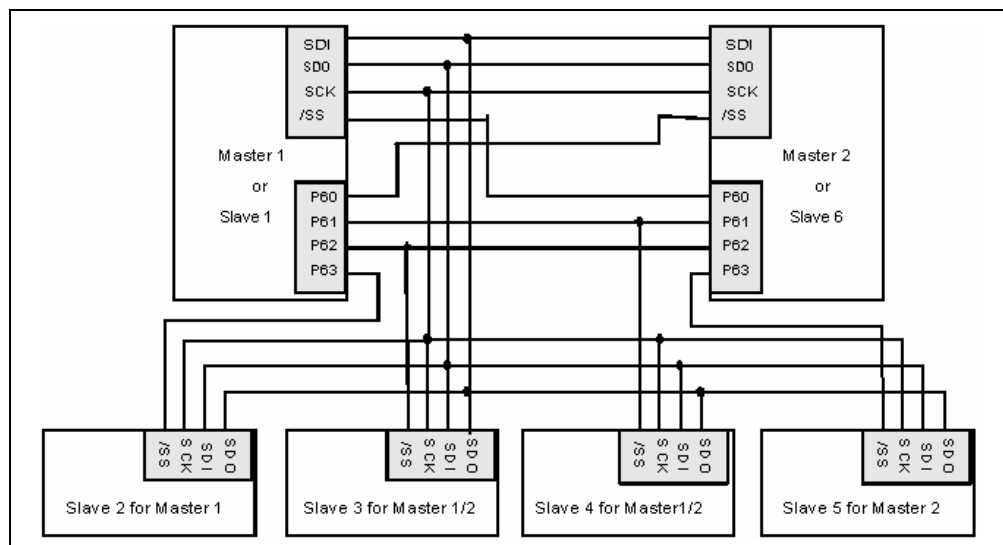 SDI
SDO
SCK
/SS
Master 1
or
Slave 1
P60
P61
P62
P63
SDI
SDO
SCK
/SS
Master 2
or
Slave 6
P60
P61
P62
P63
/SS
SCK
SDI
SDO
Slave 2 for Master 1
/SS
SCK
SDI
SDO
Slave 3 for Master 1/2
/SS
SCK
SDI
SDO
Slave 4 for Master1/2
/SS
SCK
SDI
SDO
Slave 5 for Master 2